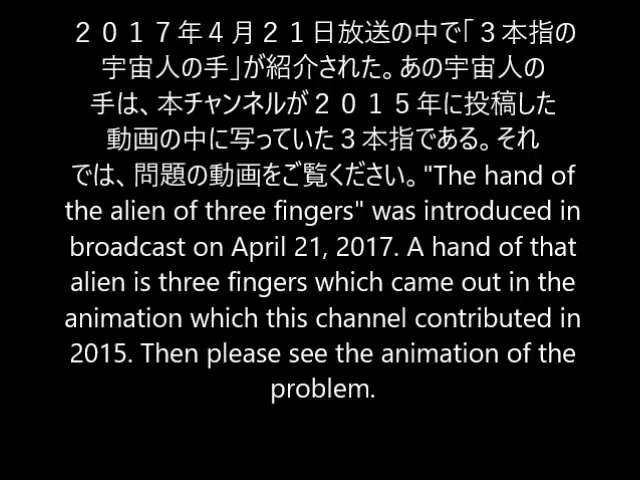 ２０１７年４月２１日放送の中で「３本指の
宇宙人の手」が紹介された。あの宇宙人の
手は、本チャンネルが２０１５年に投稿した
動画の中に写っていた３本指である。それ
では、問題の動画をご覧ください。"The hand of
the alien of three fingers" was introduced in
broadcast on April 21, 2017. A hand of that
alien is three fingers which came out in the
animation which this channel contributed in
2015. Then please see the animation of the
problem.